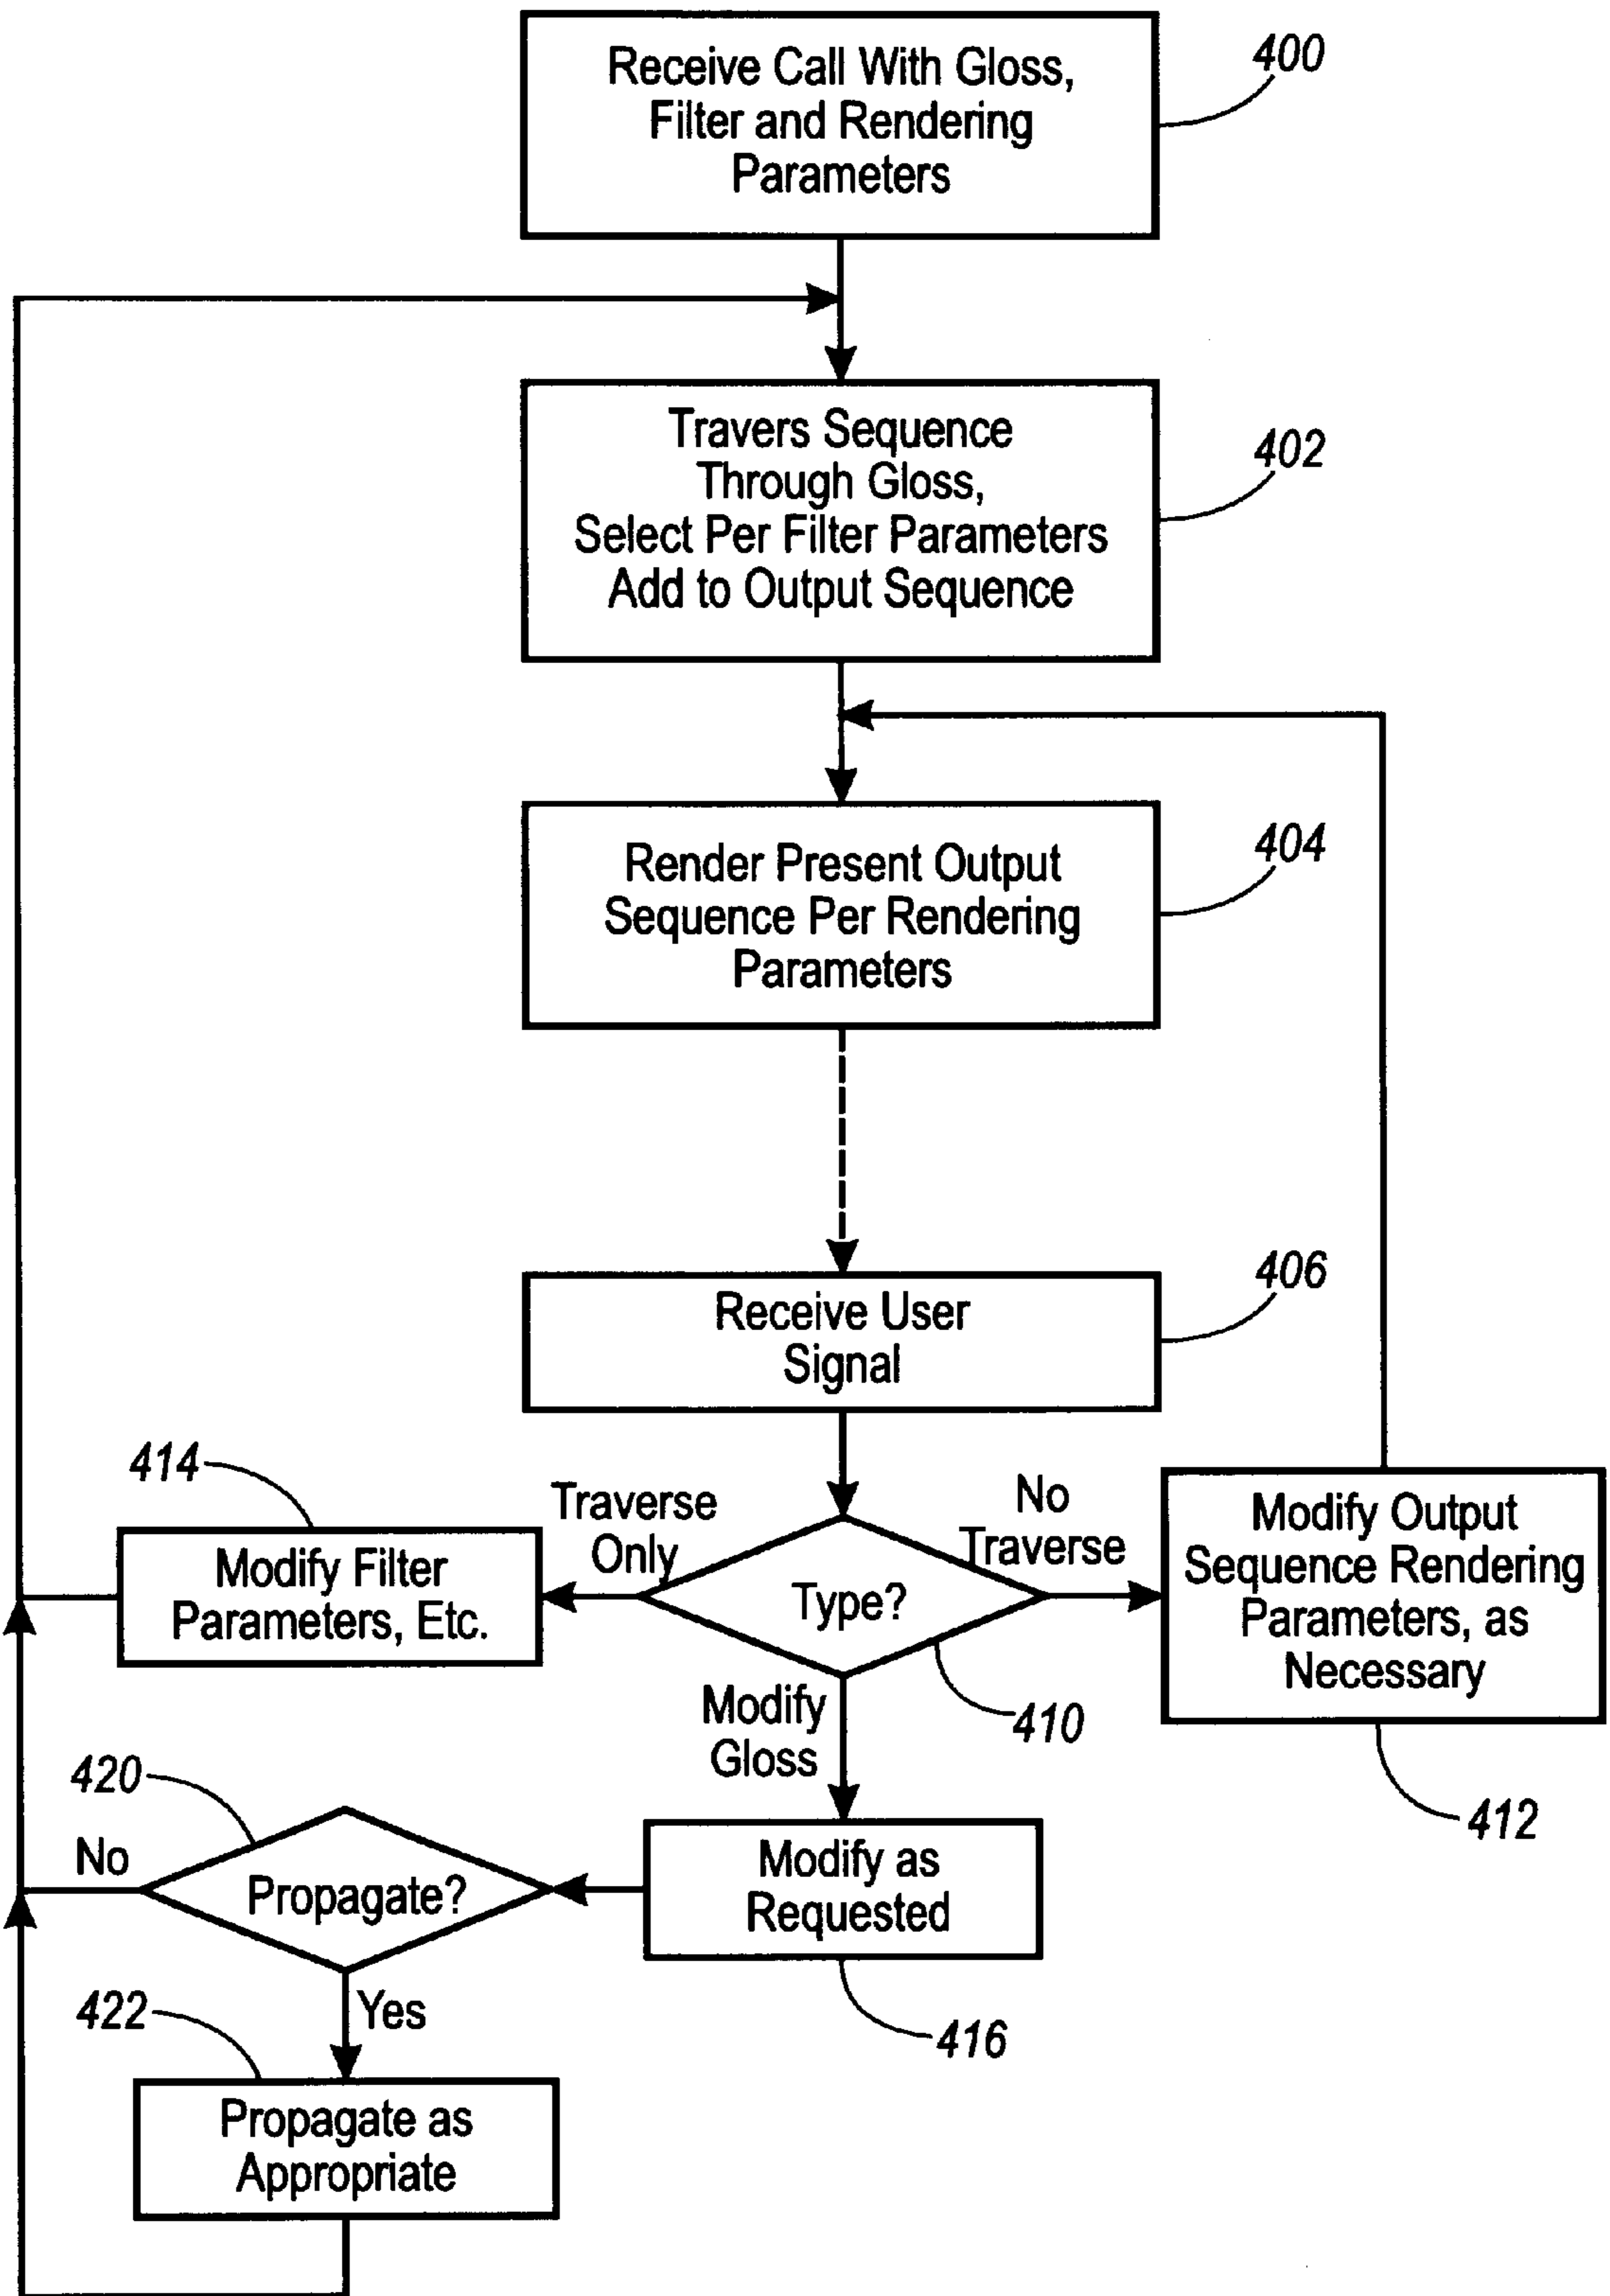 Receive Call With Gloss,
Filter and Rendering
Parameters
400
Travers Sequence
Through Gloss,
Select Per Filter Parameters
Add to Output Sequence
402
Render Present Output
Sequence Per Rendering
Parameters
404
Receive User
Signal
406
414
Traverse
Only
No
Traverse
Modify Filter
Parameters, Etc.
Type?
Modify Output
Sequence Rendering
Parameters, as
Necessary
410
412
Modify
Gloss
420
No
Propagate?
Modify as
Requested
416
Yes
422
Propagate as
Appropriate